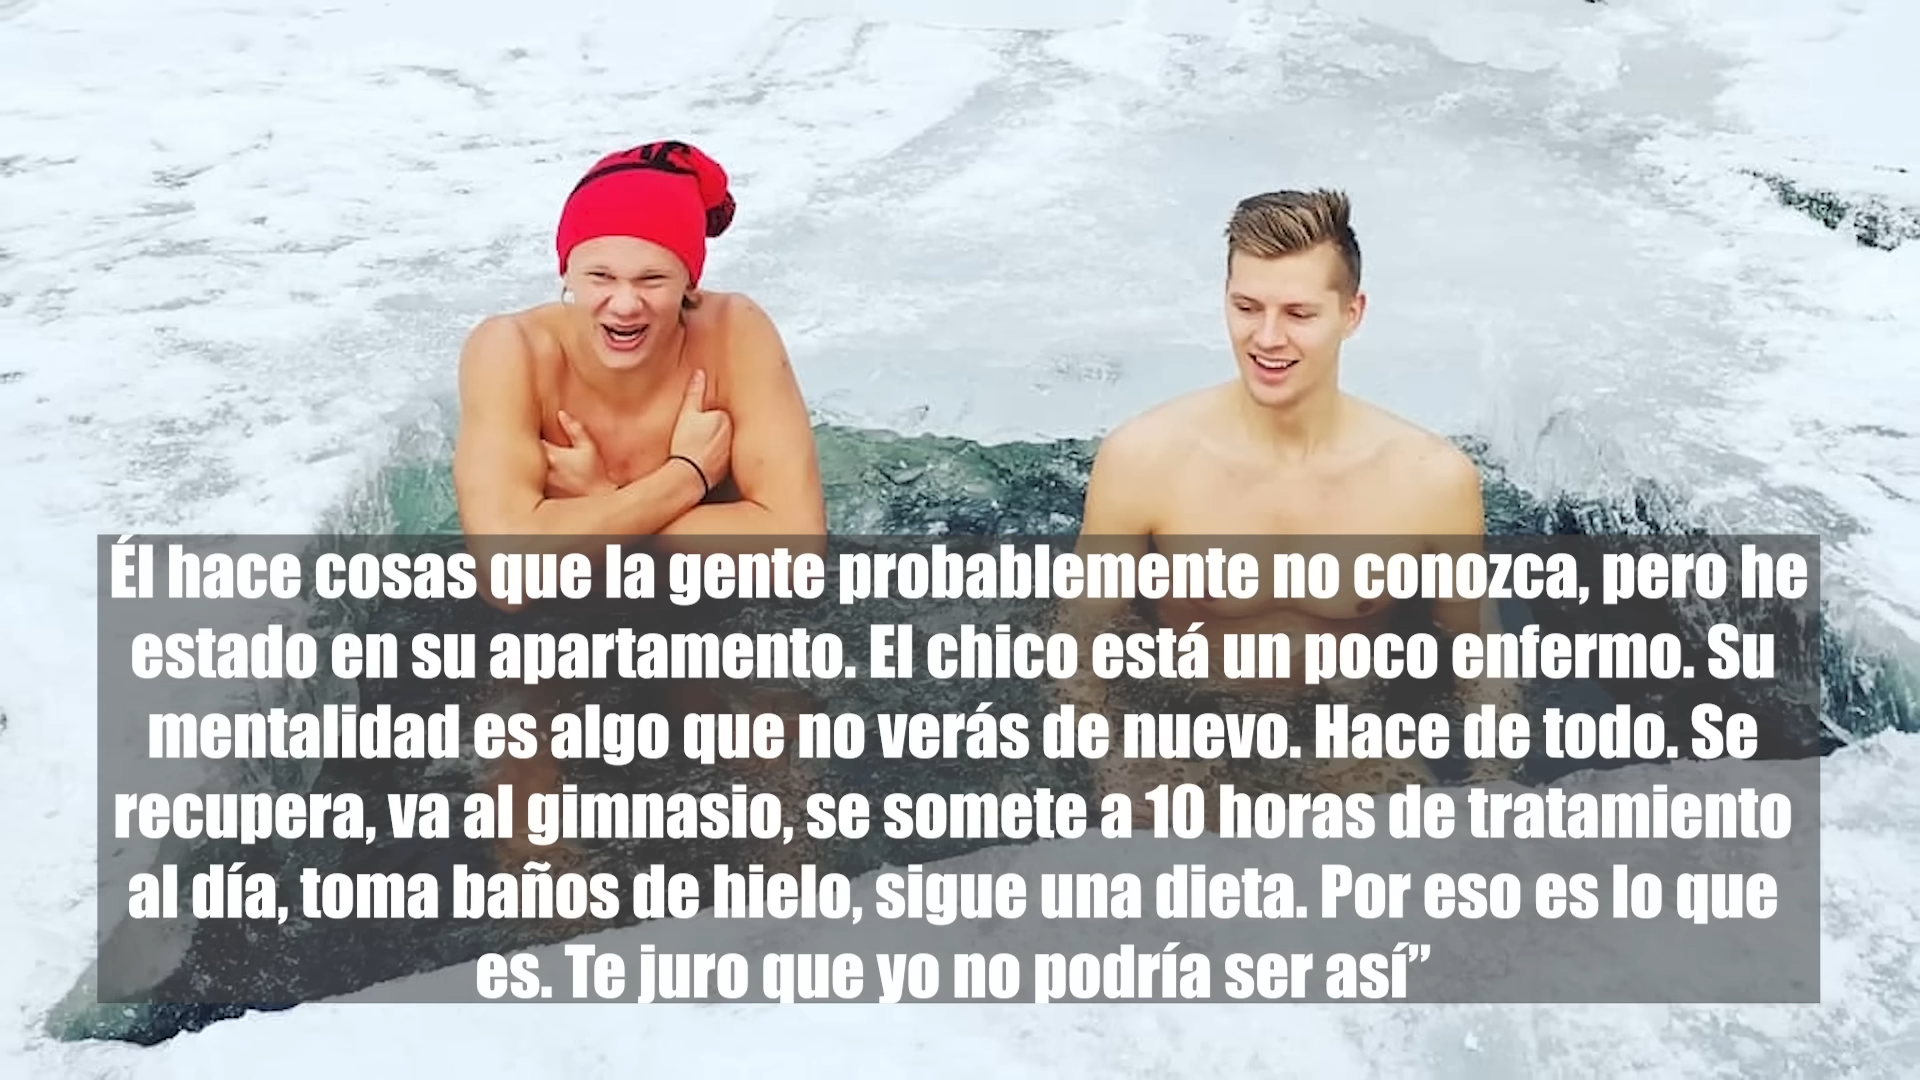 Él hace cosas que la gente probablemente no conozca, pero he
estado en su apartamento. El chico está un poco enfermo. Su
mentalidad es algo que no verás de nuevo. Hace de todo. Se
recupera, va al gimnasio, se somete a 10 horas de tratamiento
al día, toma baños de hielo, sigue una dieta. Por eso es lo que
es. Te juro que yo no podría ser así”